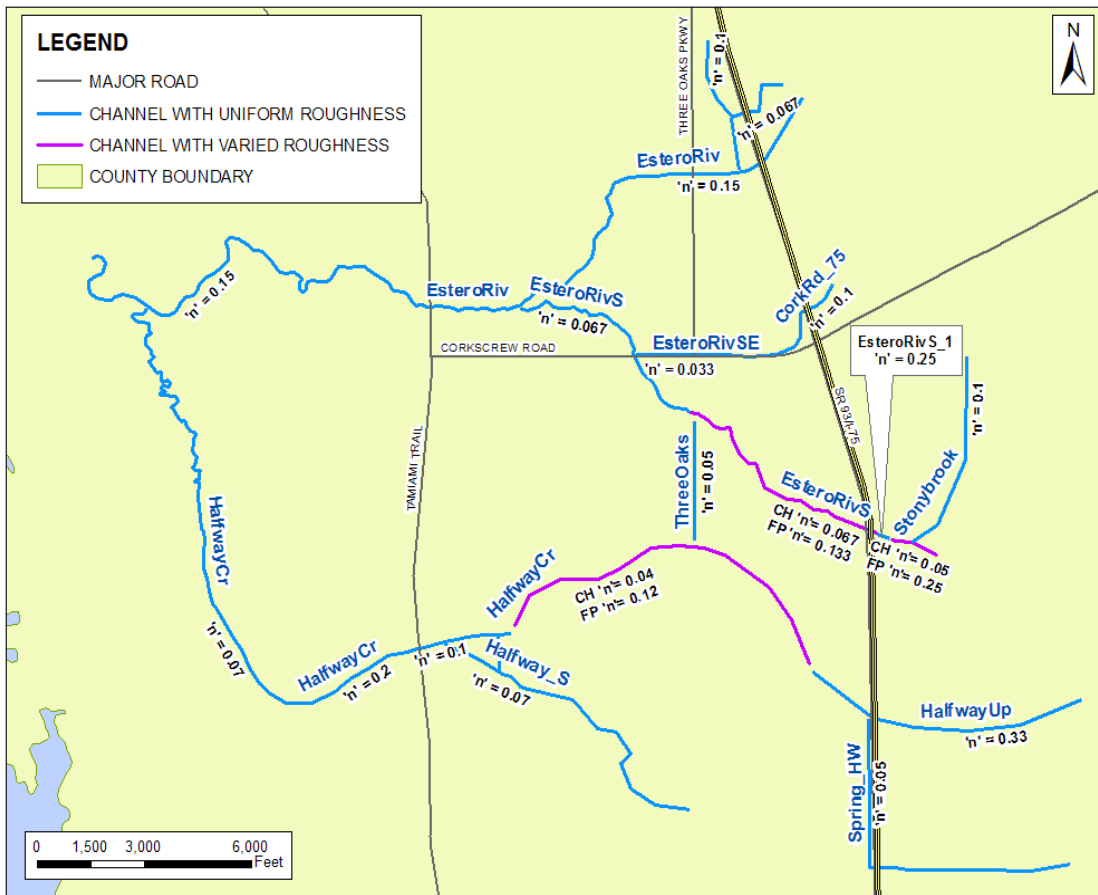 LEGEND
MAJOR ROAD
CHANNEL WITH UNIFORM ROUGHNESS
CHANNEL WITH VARIED ROUGHNESS
COUNTY BOUNDARY
N
THREE OAKS PKWY
'n' = 0.1
'n' = 0.067
EsteroRiv
'n' = 0.15
'n' = 0.15
EsteroRiv
EsteroRivS
'n' = 0.067
CorkRd_75
'n' = 0.1
CORKSCREW ROAD
EsteroRivSE
'n' = 0.033
EsteroRivS_1
'n' = 0.25
SR 93/I-75
'n' = 0.1
TAMIAMI TRAIL
ThreeOaks
'n' = 0.05
EsteroRivS
CH 'n'= 0.067
FP 'n'= 0.133
Stonybrook
CH 'n'= 0.05
FP 'n'= 0.25
HalfwayCr
'n' = 0.07
HalfwayCr
CH 'n'= 0.04
FP 'n'= 0.12
HalfwayCr
'n' = 0.2
'n' = 0.1
Halfway_S
'n' = 0.07
HalfwayUp
'n' = 0.33
Spring_HW
'n' = 0.05
0 1,500 3,000 6,000
Feet